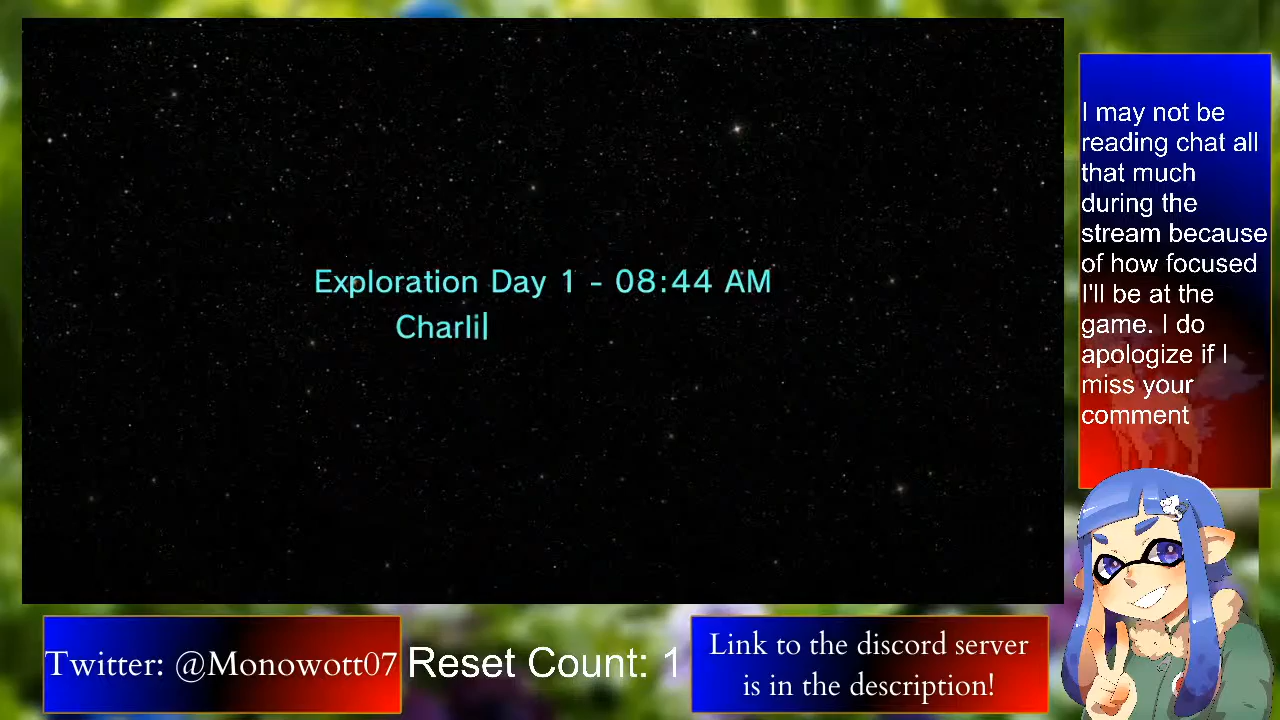 Exploration Day 1 - 08:44 AM
Charli
I may not be
reading chat all
that much
during the
stream because
of how focused
I'll be at the
game. I do
apologize if I
miss your
comment
Twitter: @Monowott07
Reset Count: 1
Link to the discord server
is in the description!